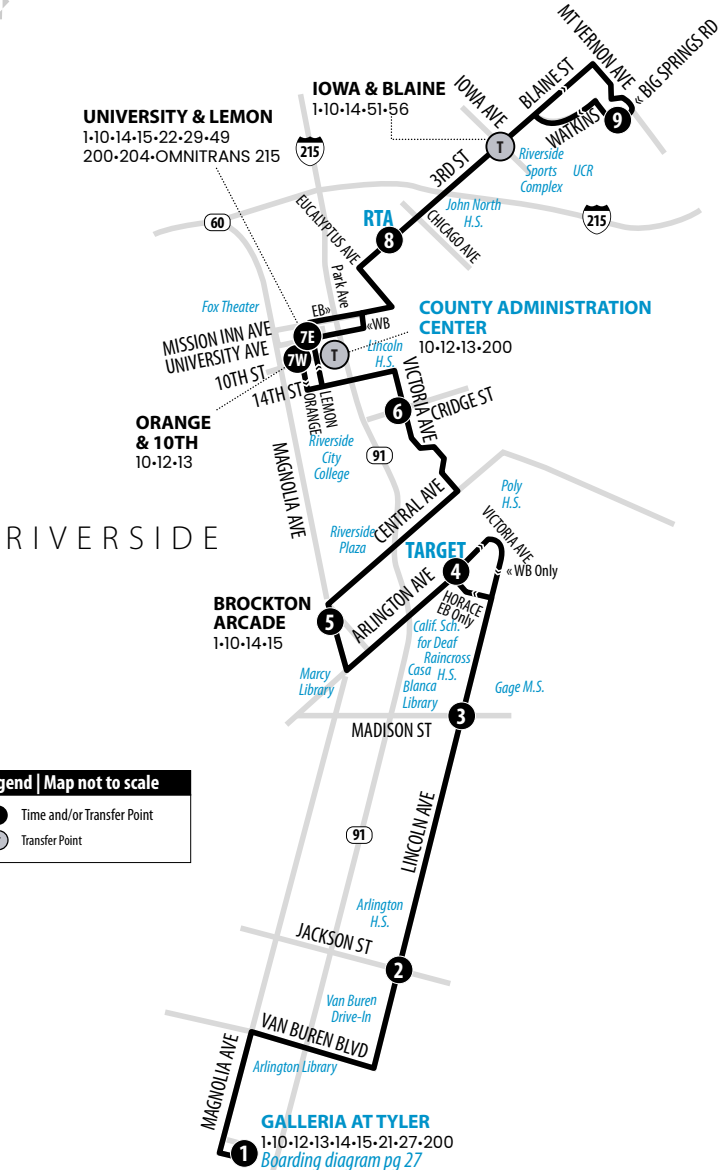 MT VERNON AVE
« BIG SPRINGS RD
BLAINE ST
IOWA AVE
WATKINS
9
IOWA & BLAINE
1•10•14•51•56
T
Riverside
Sports
Complex
UCR
UNIVERSITY & LEMON
1•10•14•15•22•29•49
200•204•OMNITRANS 215
215
3RD ST
John North
H.S.
CHICAGO AVE
215
60
EUCALYPTUS AVE
RTA
8
Park Ave
Fox Theater
EB»
«WB
MISSION INN AVE
UNIVERSITY AVE
10TH ST
14TH ST
7E
7W
T
COUNTY ADMINISTRATION
CENTER
10•12•13•200
Lincoln
H.S.
ORANGE
LEMON
VICTORIA AVE
6
CRIDGE ST
ORANGE
& 10TH
10•12•13
Riverside
City
College
91
MAGNOLIA AVE
RIVERSIDE
Riverside
Plaza
CENTRAL AVE
Poly
H.S.
VICTORIA AVE
TARGET
4
« WB Only
HORACE
EB Only
ARLINGTON AVE
BROCKTON
ARCADE
1•10•14•15
5
Calif. Sch.
for Deaf
Raincross
H.S.
Casa
Blanca
Library
Marcy
Library
Gage M.S.
3
MADISON ST
gend | Map not to scale
Time and/or Transfer Point
Transfer Point
91
LINCOLN AVE
Arlington
H.S.
JACKSON ST
2
Van Buren
Drive-In
VAN BUREN BLVD
Arlington Library
MAGNOLIA AVE
GALLERIA AT TYLER
1
1•10•12•13•14•15•21•27•200
Boarding diagram pg 27